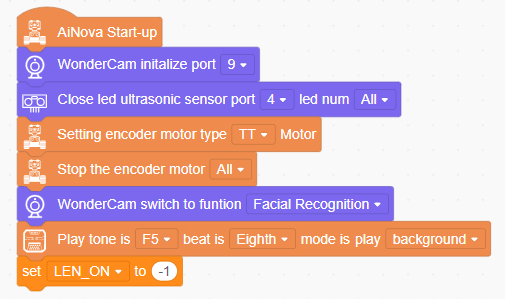 AiNova Start-up
WonderCam initalize port 9
Close led ultrasonic sensor port 4 led num All
Setting encoder motor type TT Motor
Stop the encoder motor All
WonderCam switch to funtion Facial Recognition
Play tone is F5 beat is Eighth mode is play background
set LEN_ON to -1